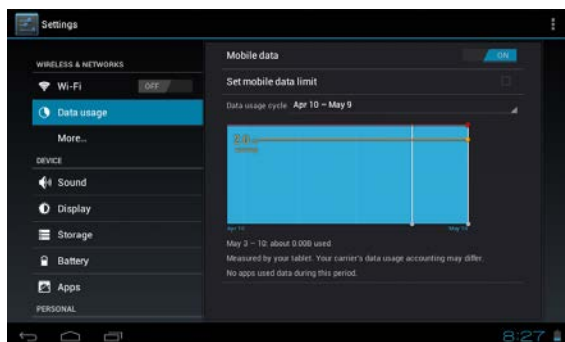 Settings
WIRELESS & NETWORKS
Wi-Fi OFF
Data usage
More...
DEVICE
Sound
Display
Storage
Battery
Apps
PERSONAL
Mobile data ON
Set mobile data limit
Data usage cycle Apr 10 – May 9
Apr 10
May 3 – 10: about 0.00B used
Measured by your tablet. Your carrier's data usage accounting may differ.
No apps used data during this period.
8:27